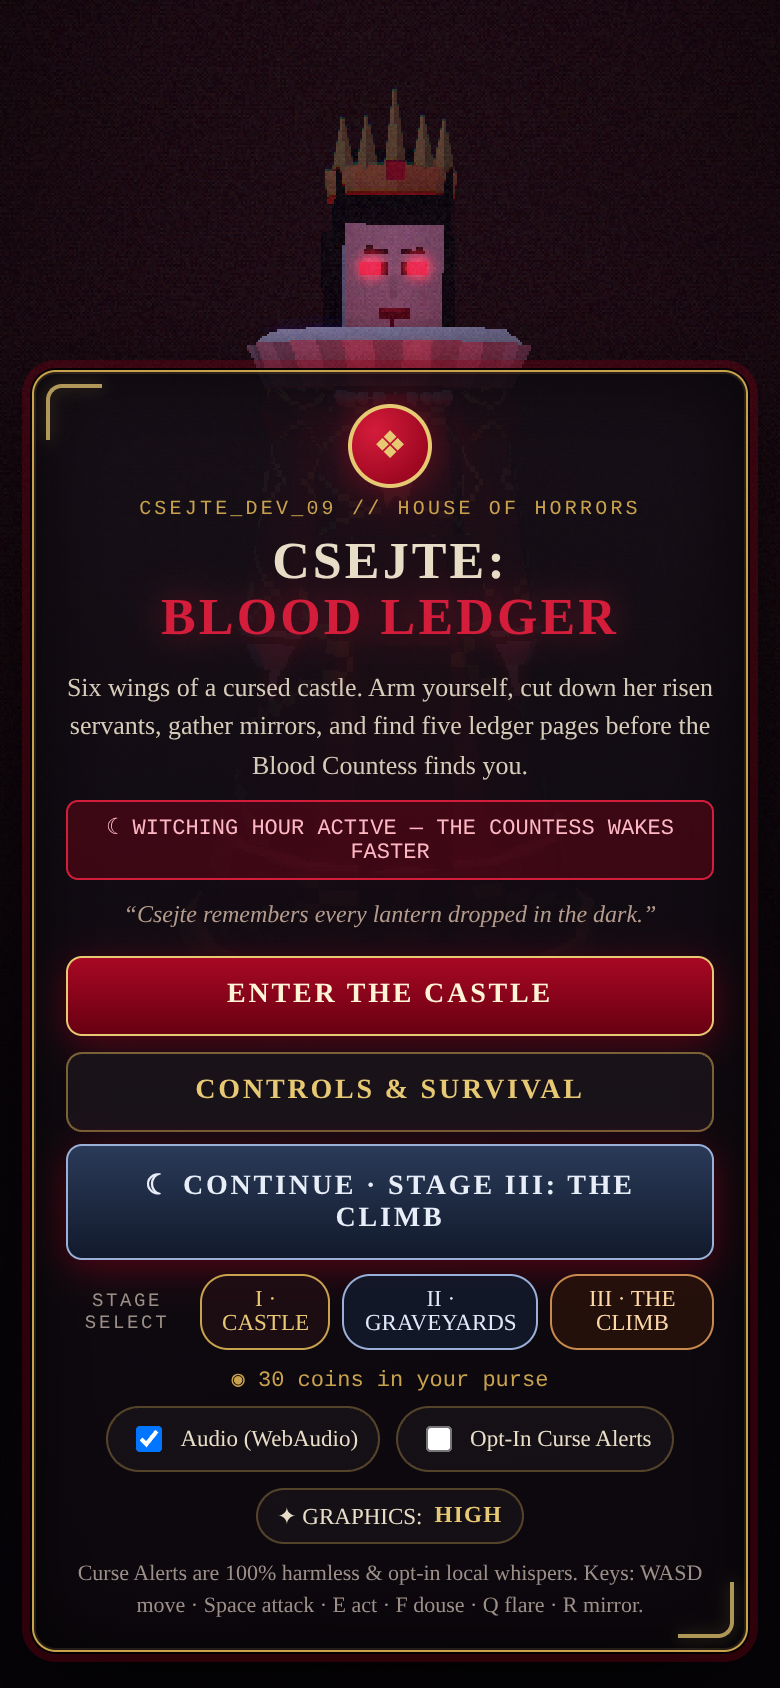 CSEJTE_DEV_09 // HOUSE OF HORRORS
CSEJTE:
BLOOD LEDGER
Six wings of a cursed castle. Arm yourself, cut down her risen
servants, gather mirrors, and find five ledger pages before the
Blood Countess finds you.
☾ WITCHING HOUR ACTIVE — THE COUNTESS WAKES
FASTER
“Csejte remembers every lantern dropped in the dark.”
ENTER THE CASTLE
CONTROLS & SURVIVAL
☾ CONTINUE · STAGE III: THE
CLIMB
STAGE
SELECT
I ·
CASTLE
II ·
GRAVEYARDS
III · THE
CLIMB
◉ 30 coins in your purse
Audio (WebAudio)
Opt-In Curse Alerts
✦ GRAPHICS: HIGH
Curse Alerts are 100% harmless & opt-in local whispers. Keys: WASD
move · Space attack · E act · F douse · Q flare · R mirror.